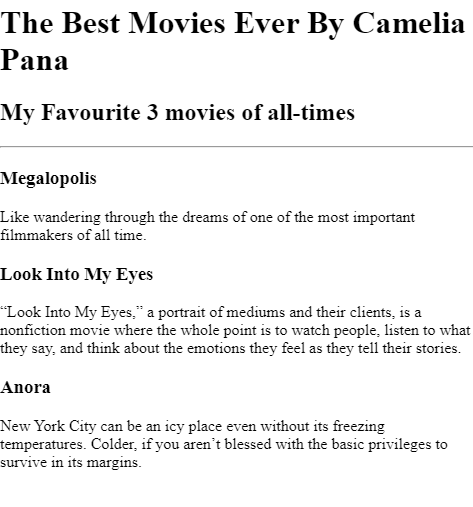 The Best Movies Ever By Camelia
Pana
My Favourite 3 movies of all-times
Megalopolis
Like wandering through the dreams of one of the most important
filmmakers of all time.
Look Into My Eyes
“Look Into My Eyes,” a portrait of mediums and their clients, is a
nonfiction movie where the whole point is to watch people, listen to what
they say, and think about the emotions they feel as they tell their stories.
Anora
New York City can be an icy place even without its freezing
temperatures. Colder, if you aren’t blessed with the basic privileges to
survive in its margins.